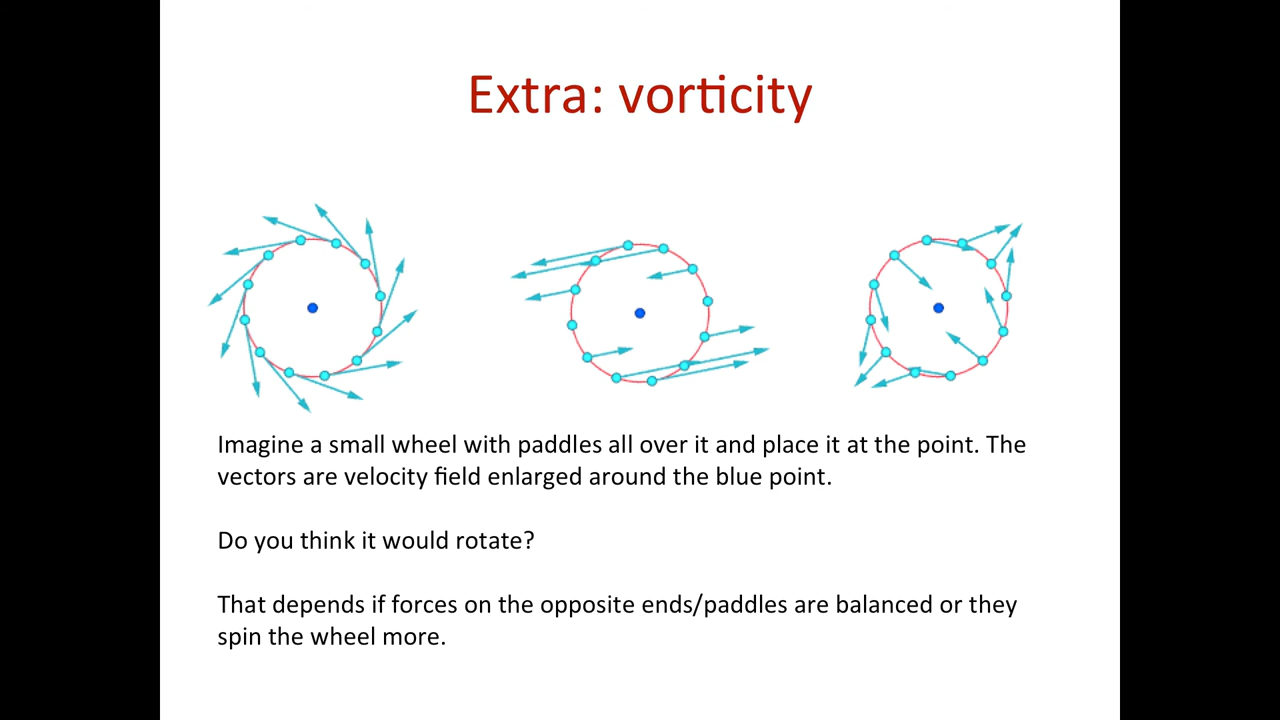 Extra: vorticity
Imagine a small wheel with paddles all over it and place it at the point. The
vectors are velocity field enlarged around the blue point.
Do you think it would rotate?
That depends if forces on the opposite ends/paddles are balanced or they
spin the wheel more.